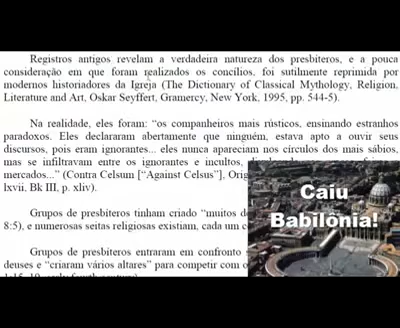 Registros antigos revelam a verdadeira natureza dos presbíteros, e a pouca
consideração em que foram realizados os concílios, foi sutilmente reprimida por
modernos historiadores da Igreja (The Dictionary of Classical Mythology, Religion,
Literature and Art, Oskar Seyffert, Gramercy, New York, 1995, pp. 544-5).
Na realidade, eles foram: “os companheiros mais rústicos, ensinando estranhos
paradoxos. Eles declararam abertamente que ninguém, estava apto a ouvir seus
discursos, pois eram ignorantes... eles nunca apareciam nos círculos dos mais sábios,
mas se infiltravam entre os ignorantes e incultos,
mercados...” (Contra Celsum [“Against Celsus”], Orig
lxvii, Bk III, p. xliv).
Grupos de presbíteros tinham criado “muitos de
8:5), e numerosas seitas religiosas existiam, cada um c
Grupos de presbíteros entraram em confronto
deuses e “criaram vários altares” para competir com o
Caiu
Babilônia!